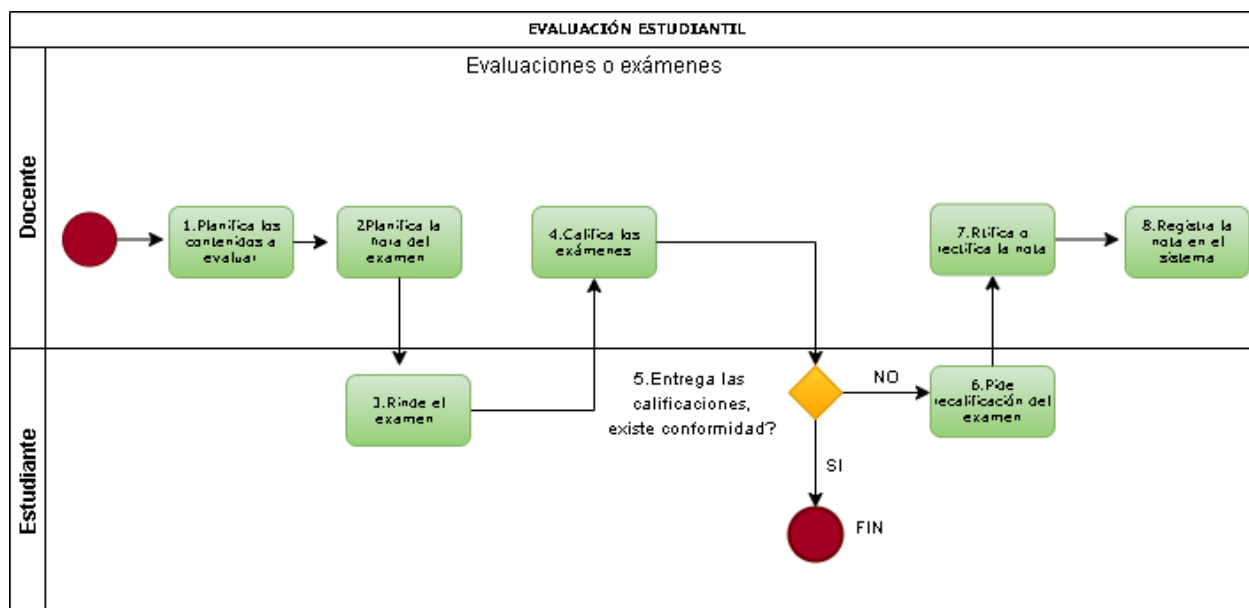 EVALUACIÓN ESTUDIANTIL
Evaluaciones o exámenes
Docente
1.Planifica los
contenidos a
evaluar
2Planifica la
nota del
examen
4.Califica los
exámenes
7.Rtifica o
rectifica la nota
8.Registra la
nota en el
sistema
Estudiante
3.Rinde el
examen
5.Entrega las
calificaciones,
existe conformidad?
NO
6.Pide
recalificación del
examen
SI
FIN